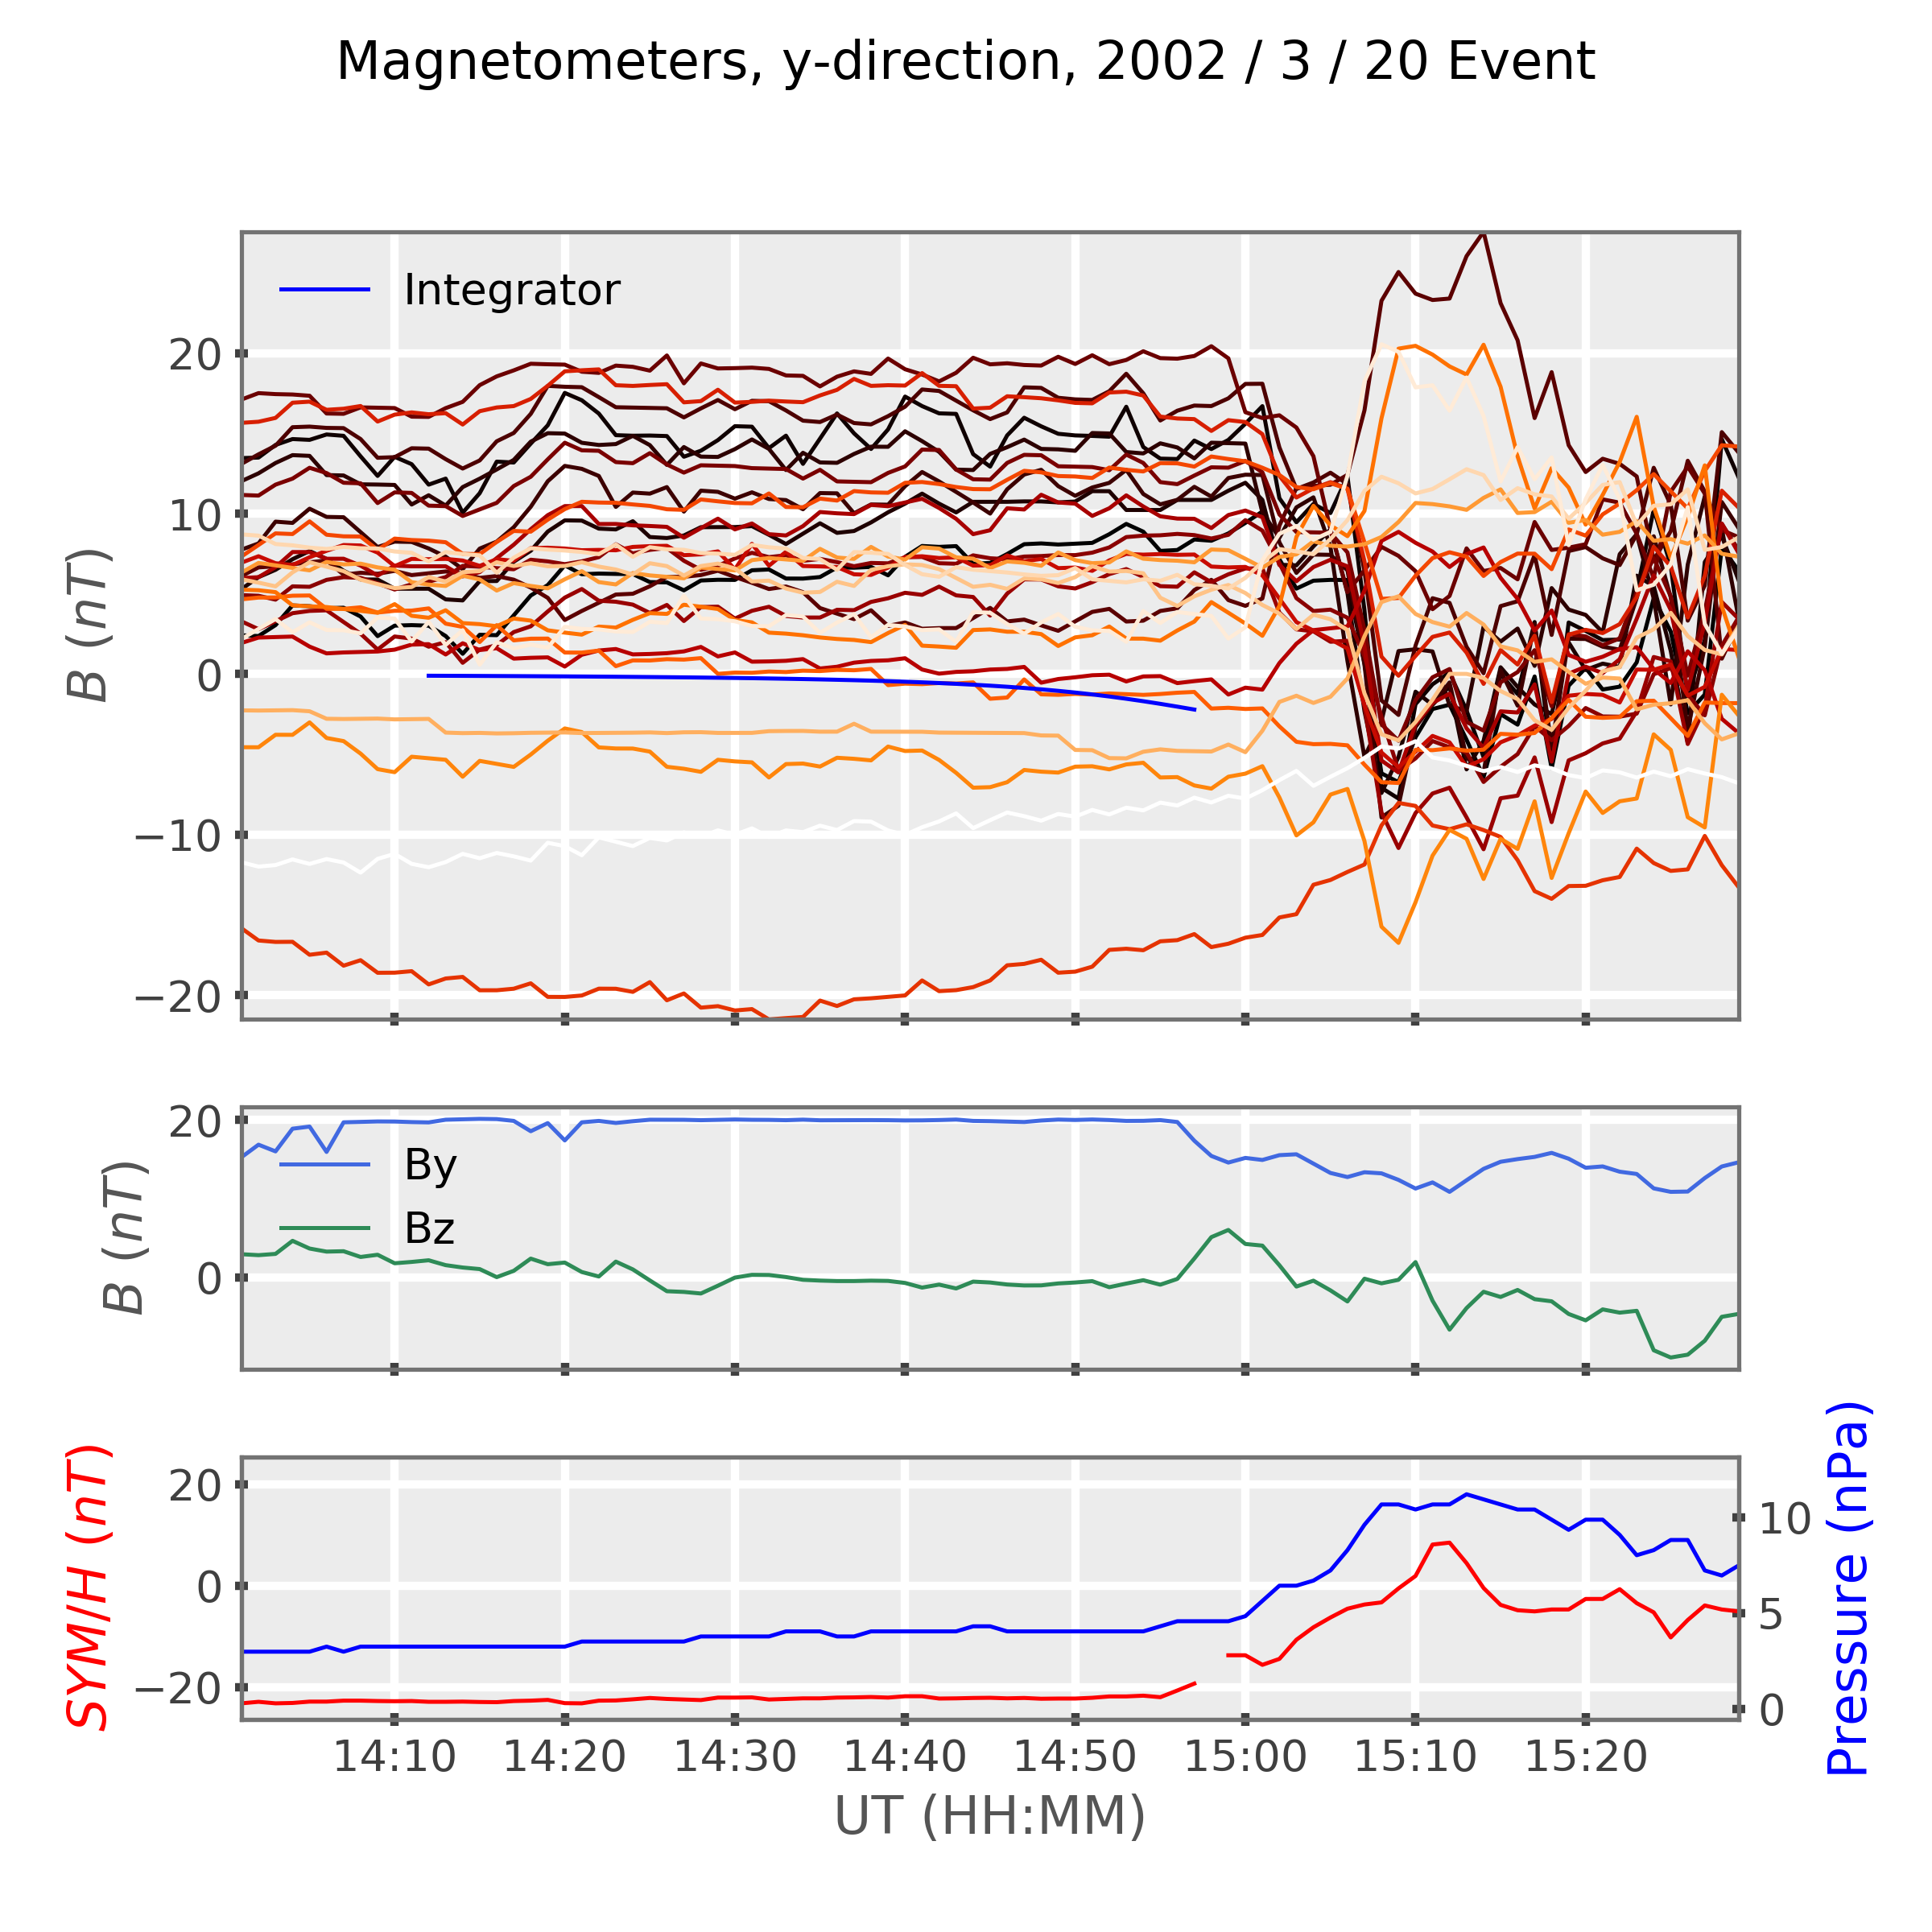 Magnetometers, y-direction, 2002 / 3 / 20 Event
B (nT)
20
10
0
−10
−20
Integrator
B (nT)
20
0
By
Bz
SYM/H (nT)
20
0
−20
10
5
0
Pressure (nPa)
14:10 14:20 14:30 14:40 14:50 15:00 15:10 15:20
UT (HH:MM)